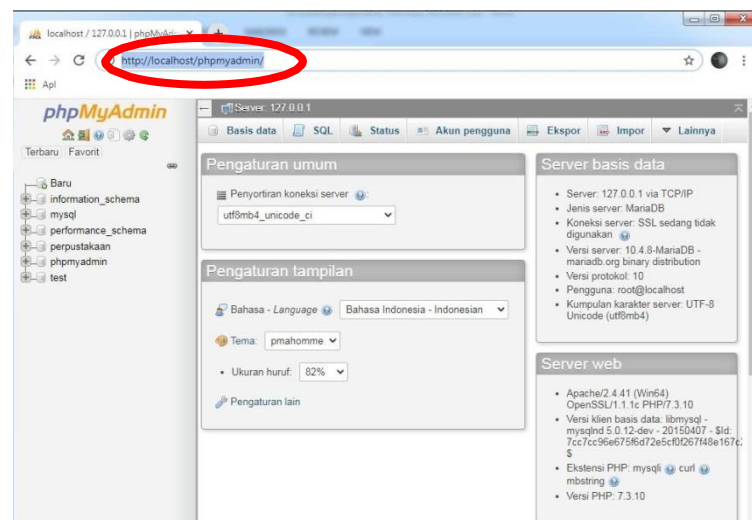 localhost / 127.0.0.1 | phpMyAd
http://localhost/phpmyadmin/
Apl
phpMyAdmin
Terbaru Favorit
Baru
information_schema
mysql
performance_schema
perpustakaan
phpmyadmin
test
Server: 127.0.0.1
Basis data SQL Status Akun pengguna Ekspor Impor Lainnya
Pengaturan umum
Penyortiran koneksi server
utf8mb4_unicode_ci
Pengaturan tampilan
Bahasa - Language Bahasa Indonesia - Indonesian
Tema: pmahomme
Ukuran huruf: 82%
Pengaturan lain
Server basis data
• Server: 127.0.0.1 via TCP/IP
• Jenis server: MariaDB
• Koneksi server: SSL sedang tidak
digunakan
• Versi server: 10.4.8-MariaDB -
mariadb.org binary
distribution
• Versi protokol: 10
• Pengguna: root@localhost
• Kumpulan karakter server: UTF-8
Unicode (utf8mb4)
Server web
• Apache/2.4.41 (Win64)
OpenSSL/1.1.1c PHP/7.3.10
• Versi klien basis data: libmysql -
mysqlnd 5.0.12-dev - 20150407 - $Id:
7cc7cc96e675f6d72e5cf0f267f48e167c
$
• Ekstensi PHP: mysqli curl
mbstring
• Versi PHP: 7.3.10